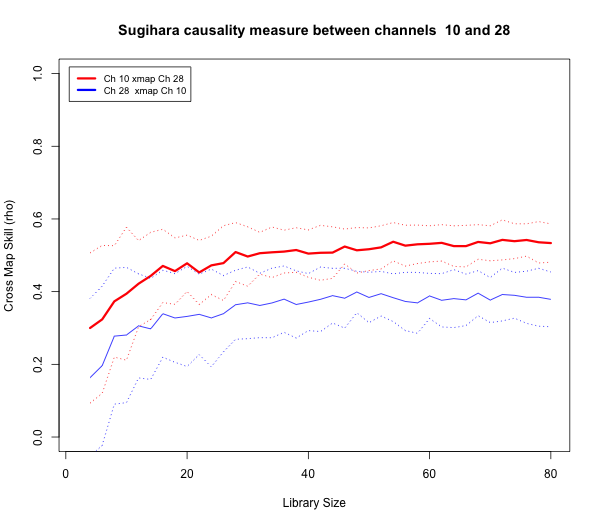 Sugihara causality measure between channels  10 and 28
Ch 10 xmap Ch 28
Ch 28  xmap Ch 10
Cross Map Skill (rho)
1.0
0.8
0.6
0.4
0.2
0.0
0 20 40 60 80
Library Size